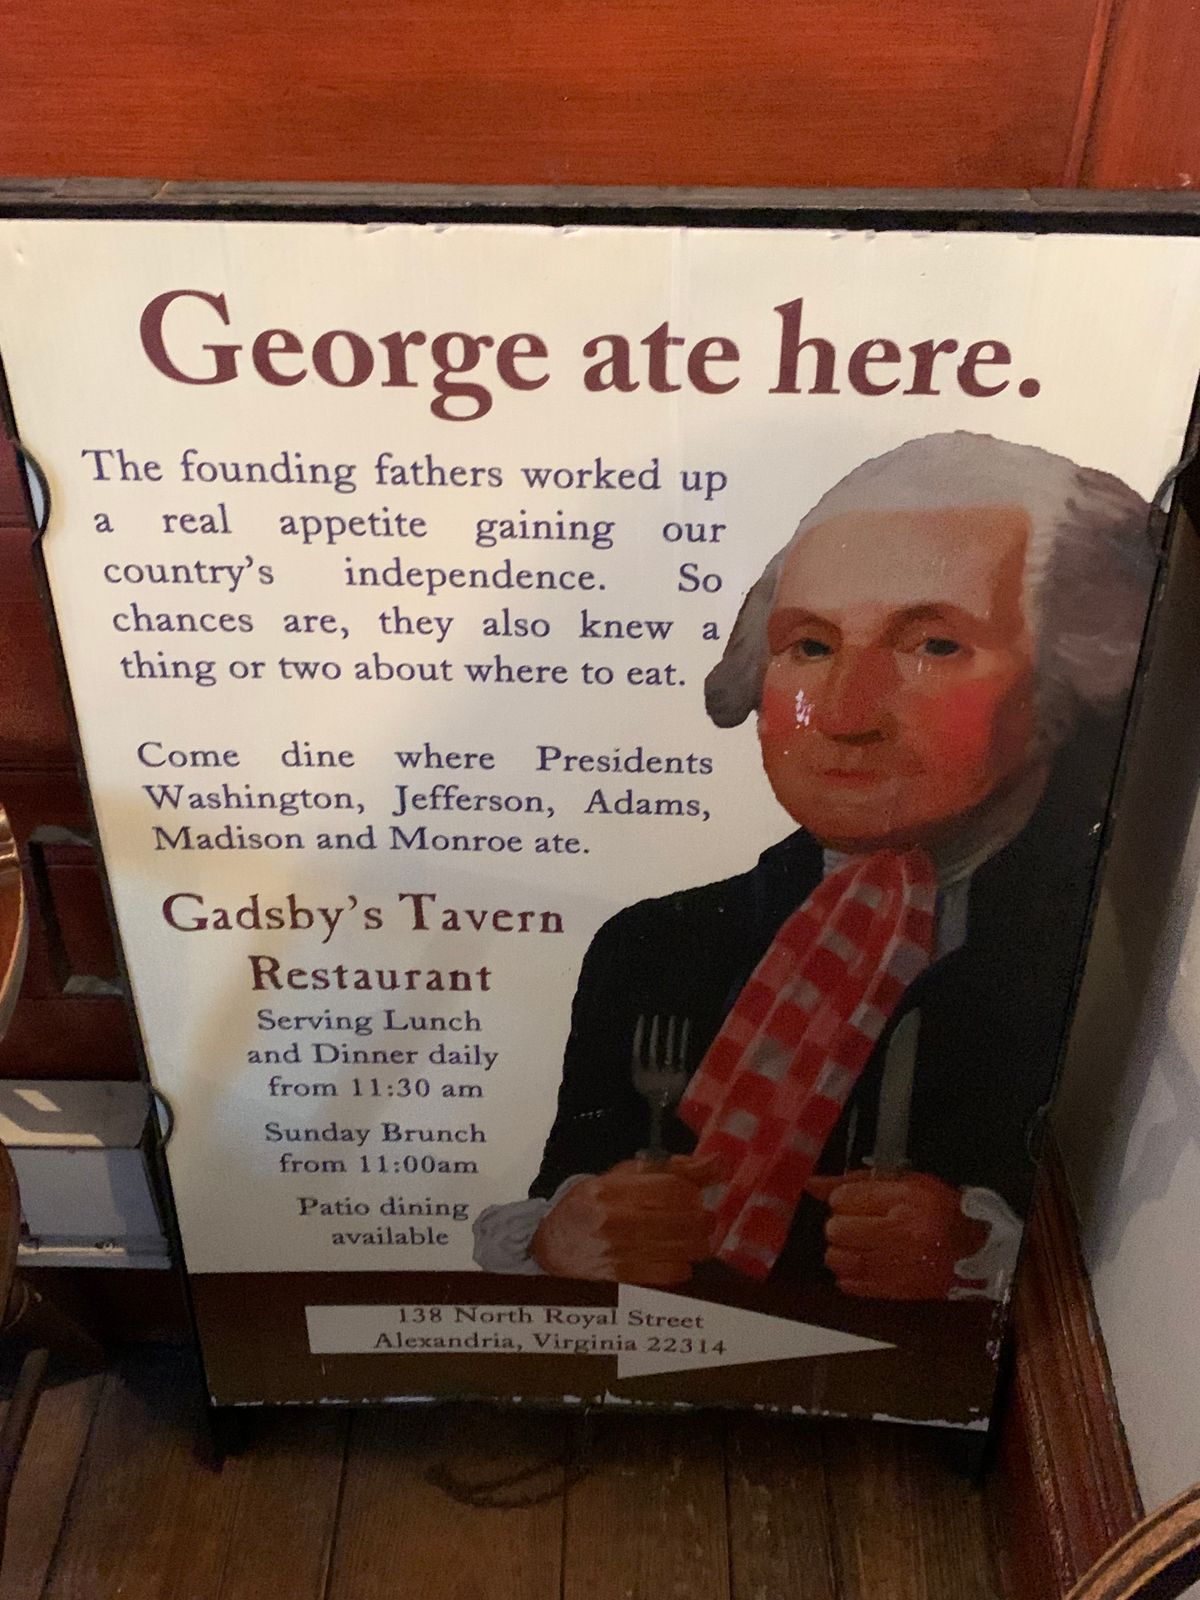 George ate here.
The founding fathers worked up
a real appetite gaining our
country's independence. So
chances are, they also knew a
thing or two about where to eat.
Come dine where Presidents
Washington, Jefferson, Adams,
Madison and Monroe ate.
Gadsby's Tavern
Restaurant
Serving Lunch
and Dinner daily
from 11:30 am
Sunday Brunch
from 11:00am
Patio dining
available
138 North Royal Street
Alexandria, Virginia 22314